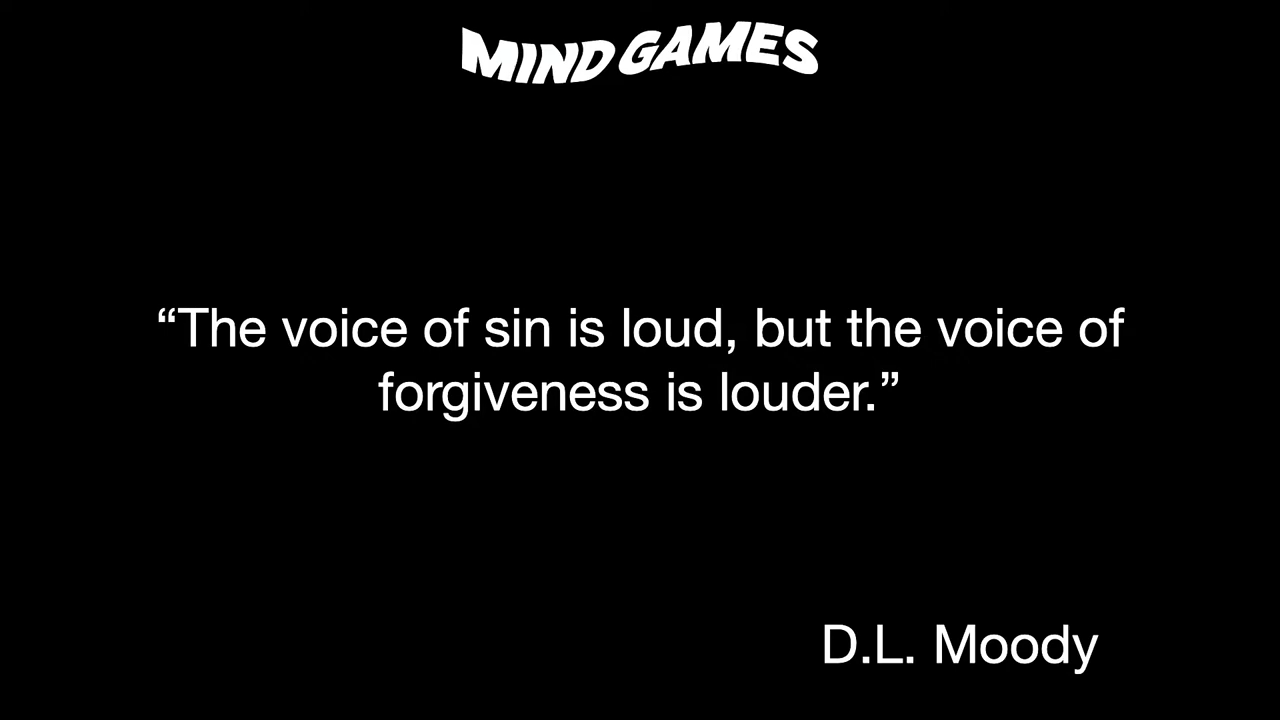 MIND GAMES
“The voice of sin is loud, but the voice of
forgiveness is louder.”
D.L. Moody